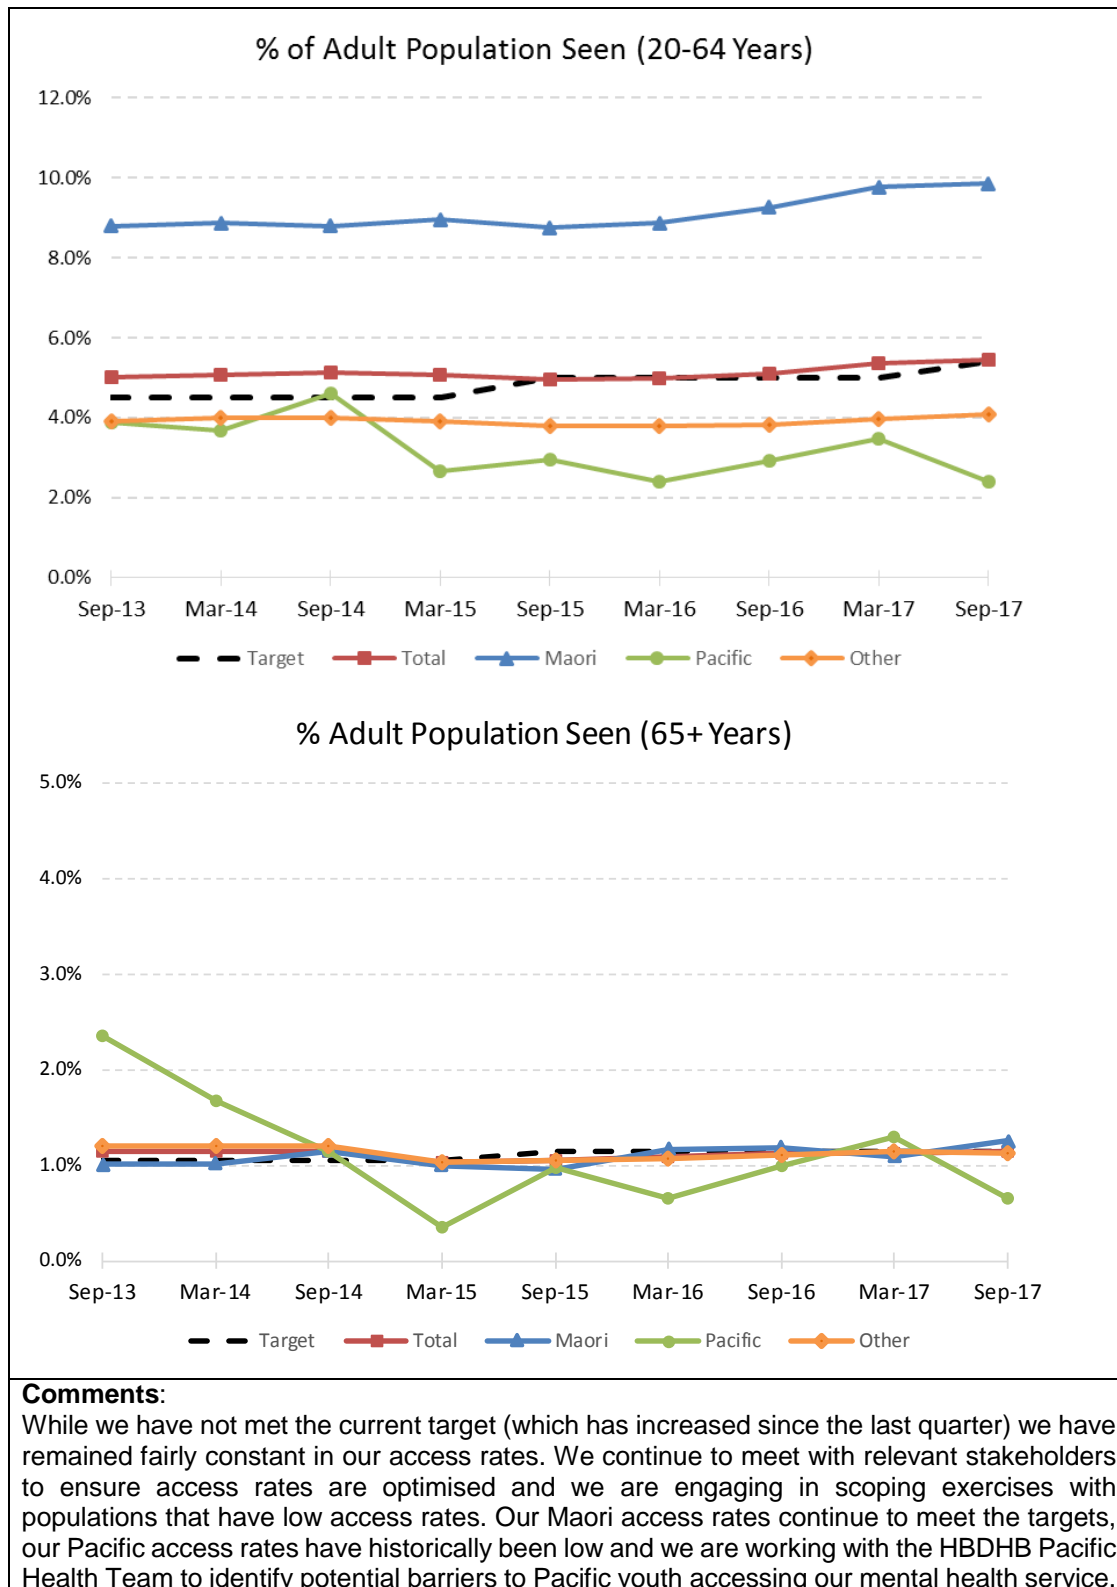 % of Adult Population Seen (20-64 Years)
12.0%
10.0%
8.0%
6.0%
4.0%
2.0%
0.0%
Sep-13 Mar-14 Sep-14 Mar-15 Sep-15 Mar-16 Sep-16 Mar-17 Sep-17
Target Total Maori Pacific Other
% Adult Population Seen (65+ Years)
5.0%
4.0%
3.0%
2.0%
1.0%
0.0%
Sep-13 Mar-14 Sep-14 Mar-15 Sep-15 Mar-16 Sep-16 Mar-17 Sep-17
Target Total Maori Pacific Other
Comments:
While we have not met the current target (which has increased since the last quarter) we have
remained fairly constant in our access rates. We continue to meet with relevant stakeholders
to ensure access rates are optimised and we are engaging in scoping exercises with
populations that have low access rates. Our Maori access rates continue to meet the targets,
our Pacific access rates have historically been low and we are working with the HBDHB Pacific
Health Team to identify potential barriers to Pacific youth accessing our mental health service.